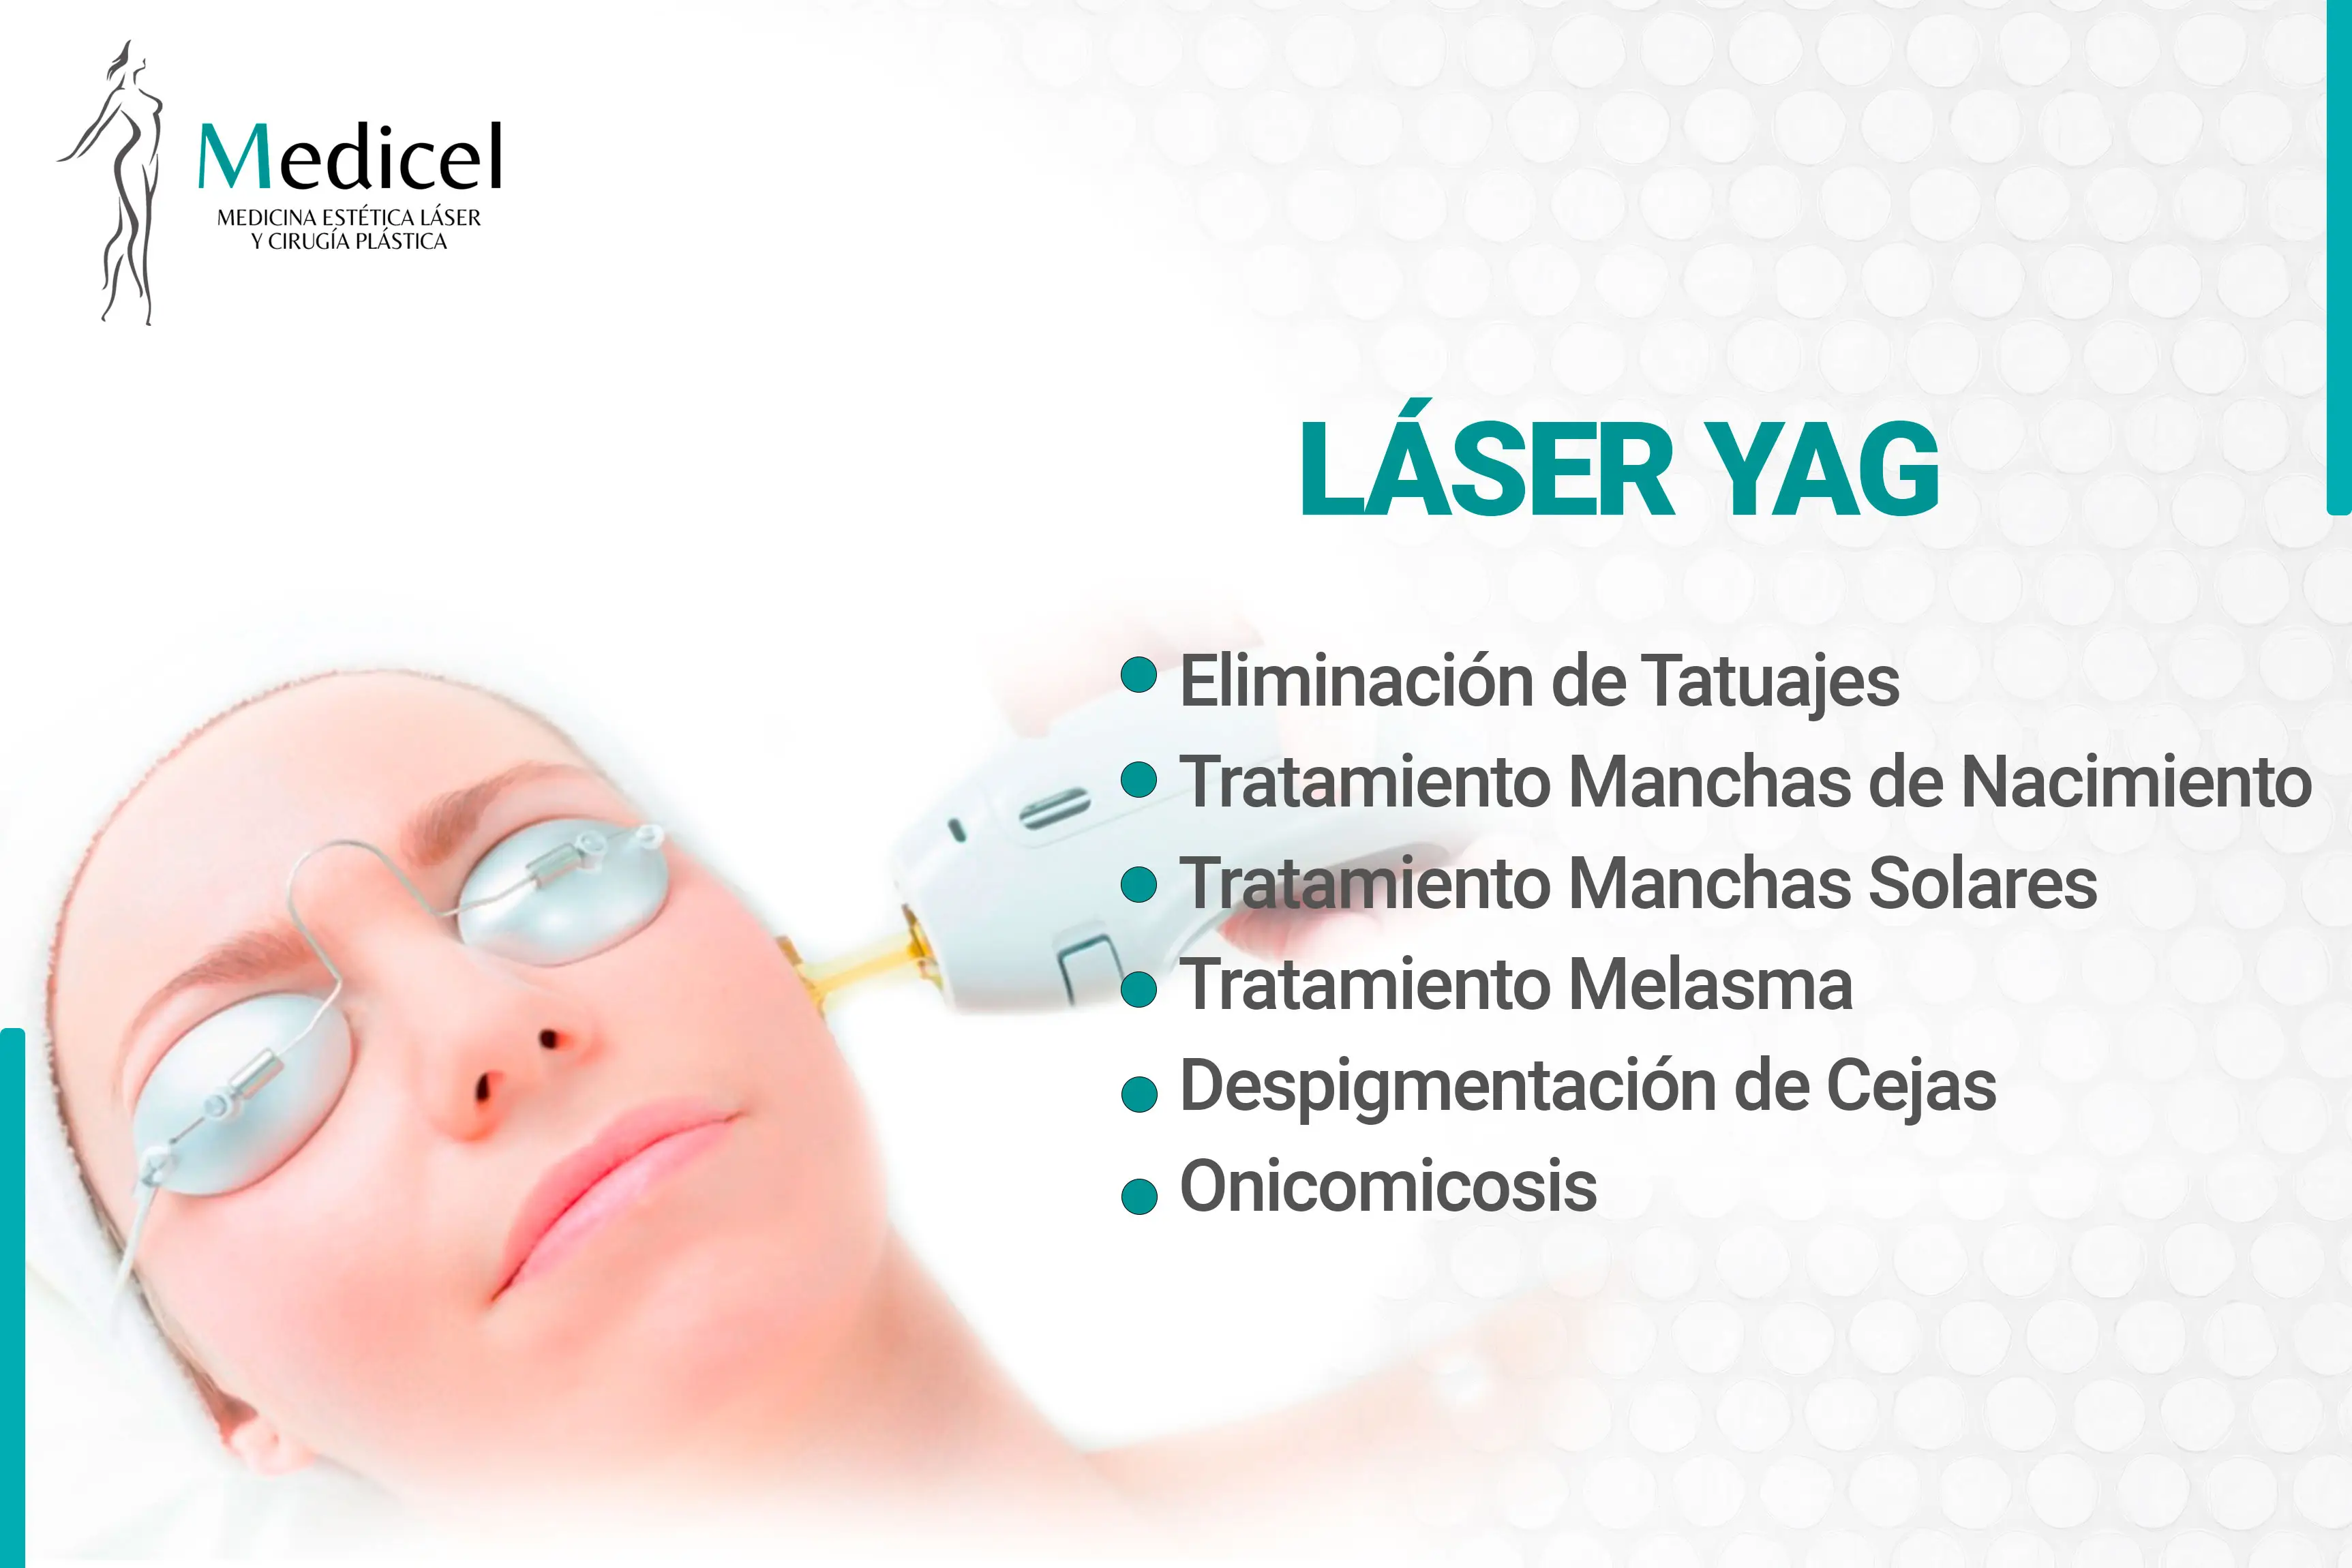 Medicel
MEDICINA ESTÉTICA LÁSER
Y CIRUGÍA PLÁSTICA
LÁSER YAG
Eliminación de Tatuajes
Tratamiento Manchas de Nacimiento
Tratamiento Manchas Solares
Tratamiento Melasma
Despigmentación de Cejas
Onicomicosis